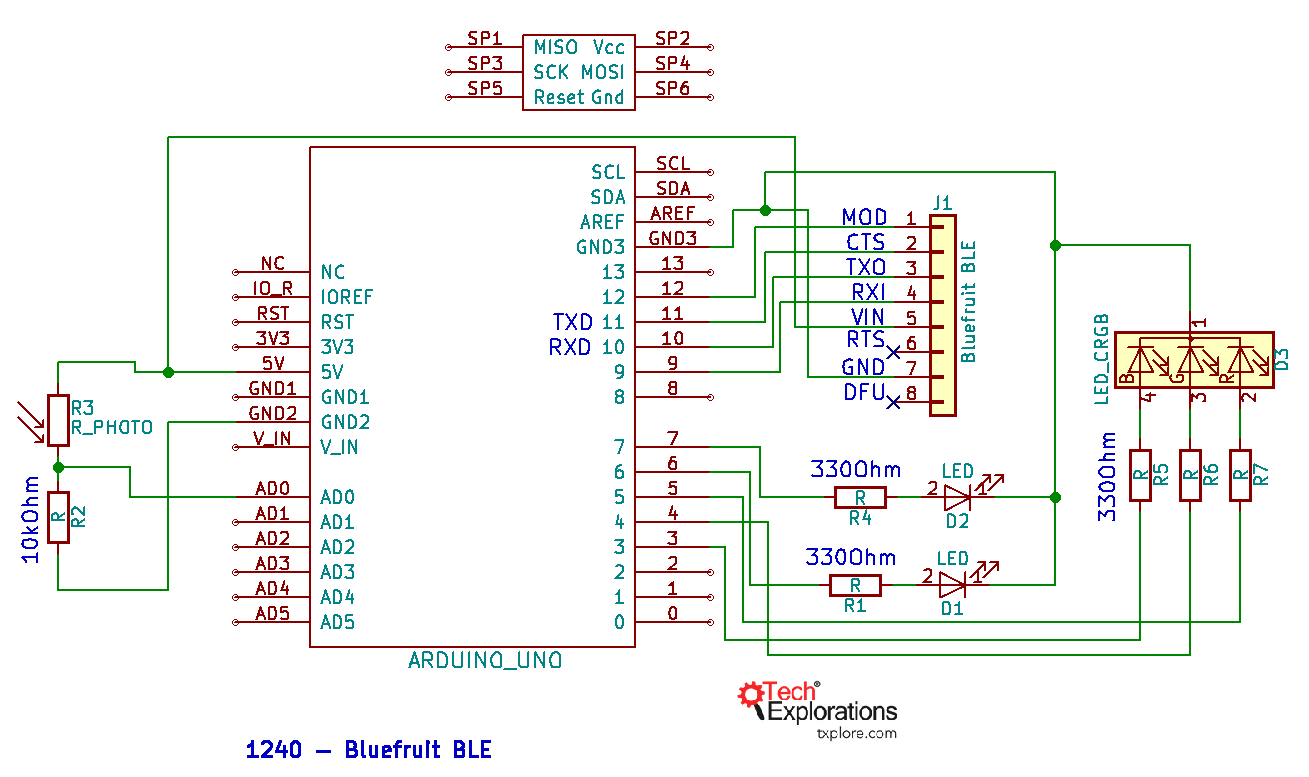 SP1 MISO Vcc SP2
SP3 SCK MOSI SP4
SP5 Reset Gnd SP6
SCL SCL
SDA SDA
AREF AREF
GND3 GND3
NC NC 13 13
IO_R IOREF 12 12
RST RST TXD 11 11
3V3 3V3 RXD 10 10
5V 5V 9 9
GND1 GND1 8 8
GND2 GND2
V_IN V_IN 7 7
6 6
AD0 AD0 5 5
AD1 AD1 4 4
AD2 AD2 3 3
AD3 AD3 2 2
AD4 AD4 1 1
AD5 AD5 0 0
ARDUINO_UNO
R3
R_PHOTO
10kOhm
R
R2
J1
MOD 1
CTS 2
TXO 3
RXI 4
VIN 5
RTS 6
GND 7
DFU 8
Bluefruit BLE
330Ohm
R
R4
LED
2 1
D2
330Ohm
R
R1
LED
2 1
D1
LED_CRGB
1
D3
B G R
4 3 2
330Ohm
R R5
R R6
R R7
Tech®
Explorations
txplore.com
1240 – Bluefruit BLE